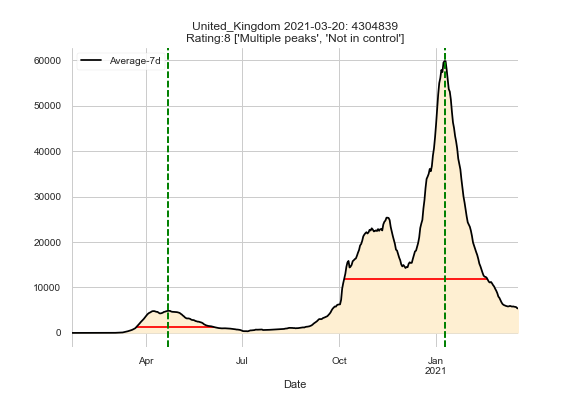 United_Kingdom 2021-03-20: 4304839
Rating:8 ['Multiple peaks', 'Not in control']
Average-7d
60000
50000
40000
30000
20000
10000
0
Apr
Jul
Oct
Jan
2021
Date